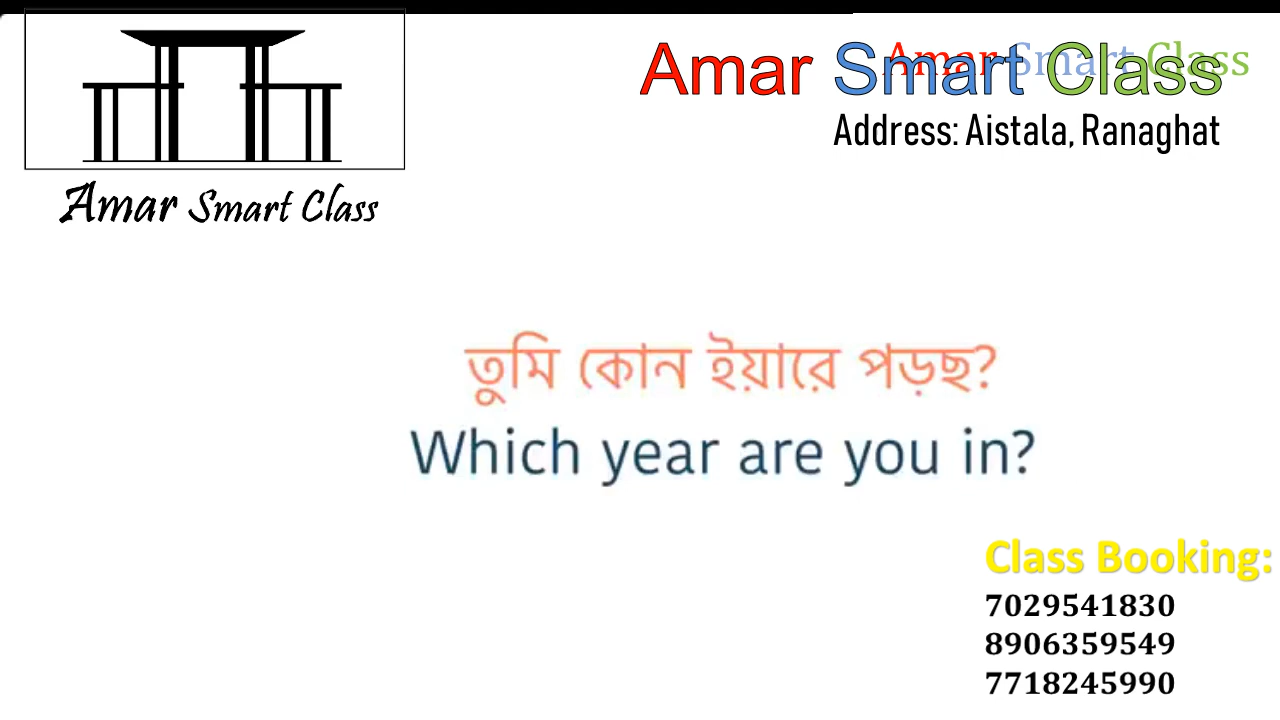 Amar Smart Class
Amar Smart Class
Address: Aistala, Ranaghat
Amar Smart Class
তুমি কোন ইয়ারে পড়ছ?
Which year are you in?
Class Booking:
7029541830
8906359549
7718245990